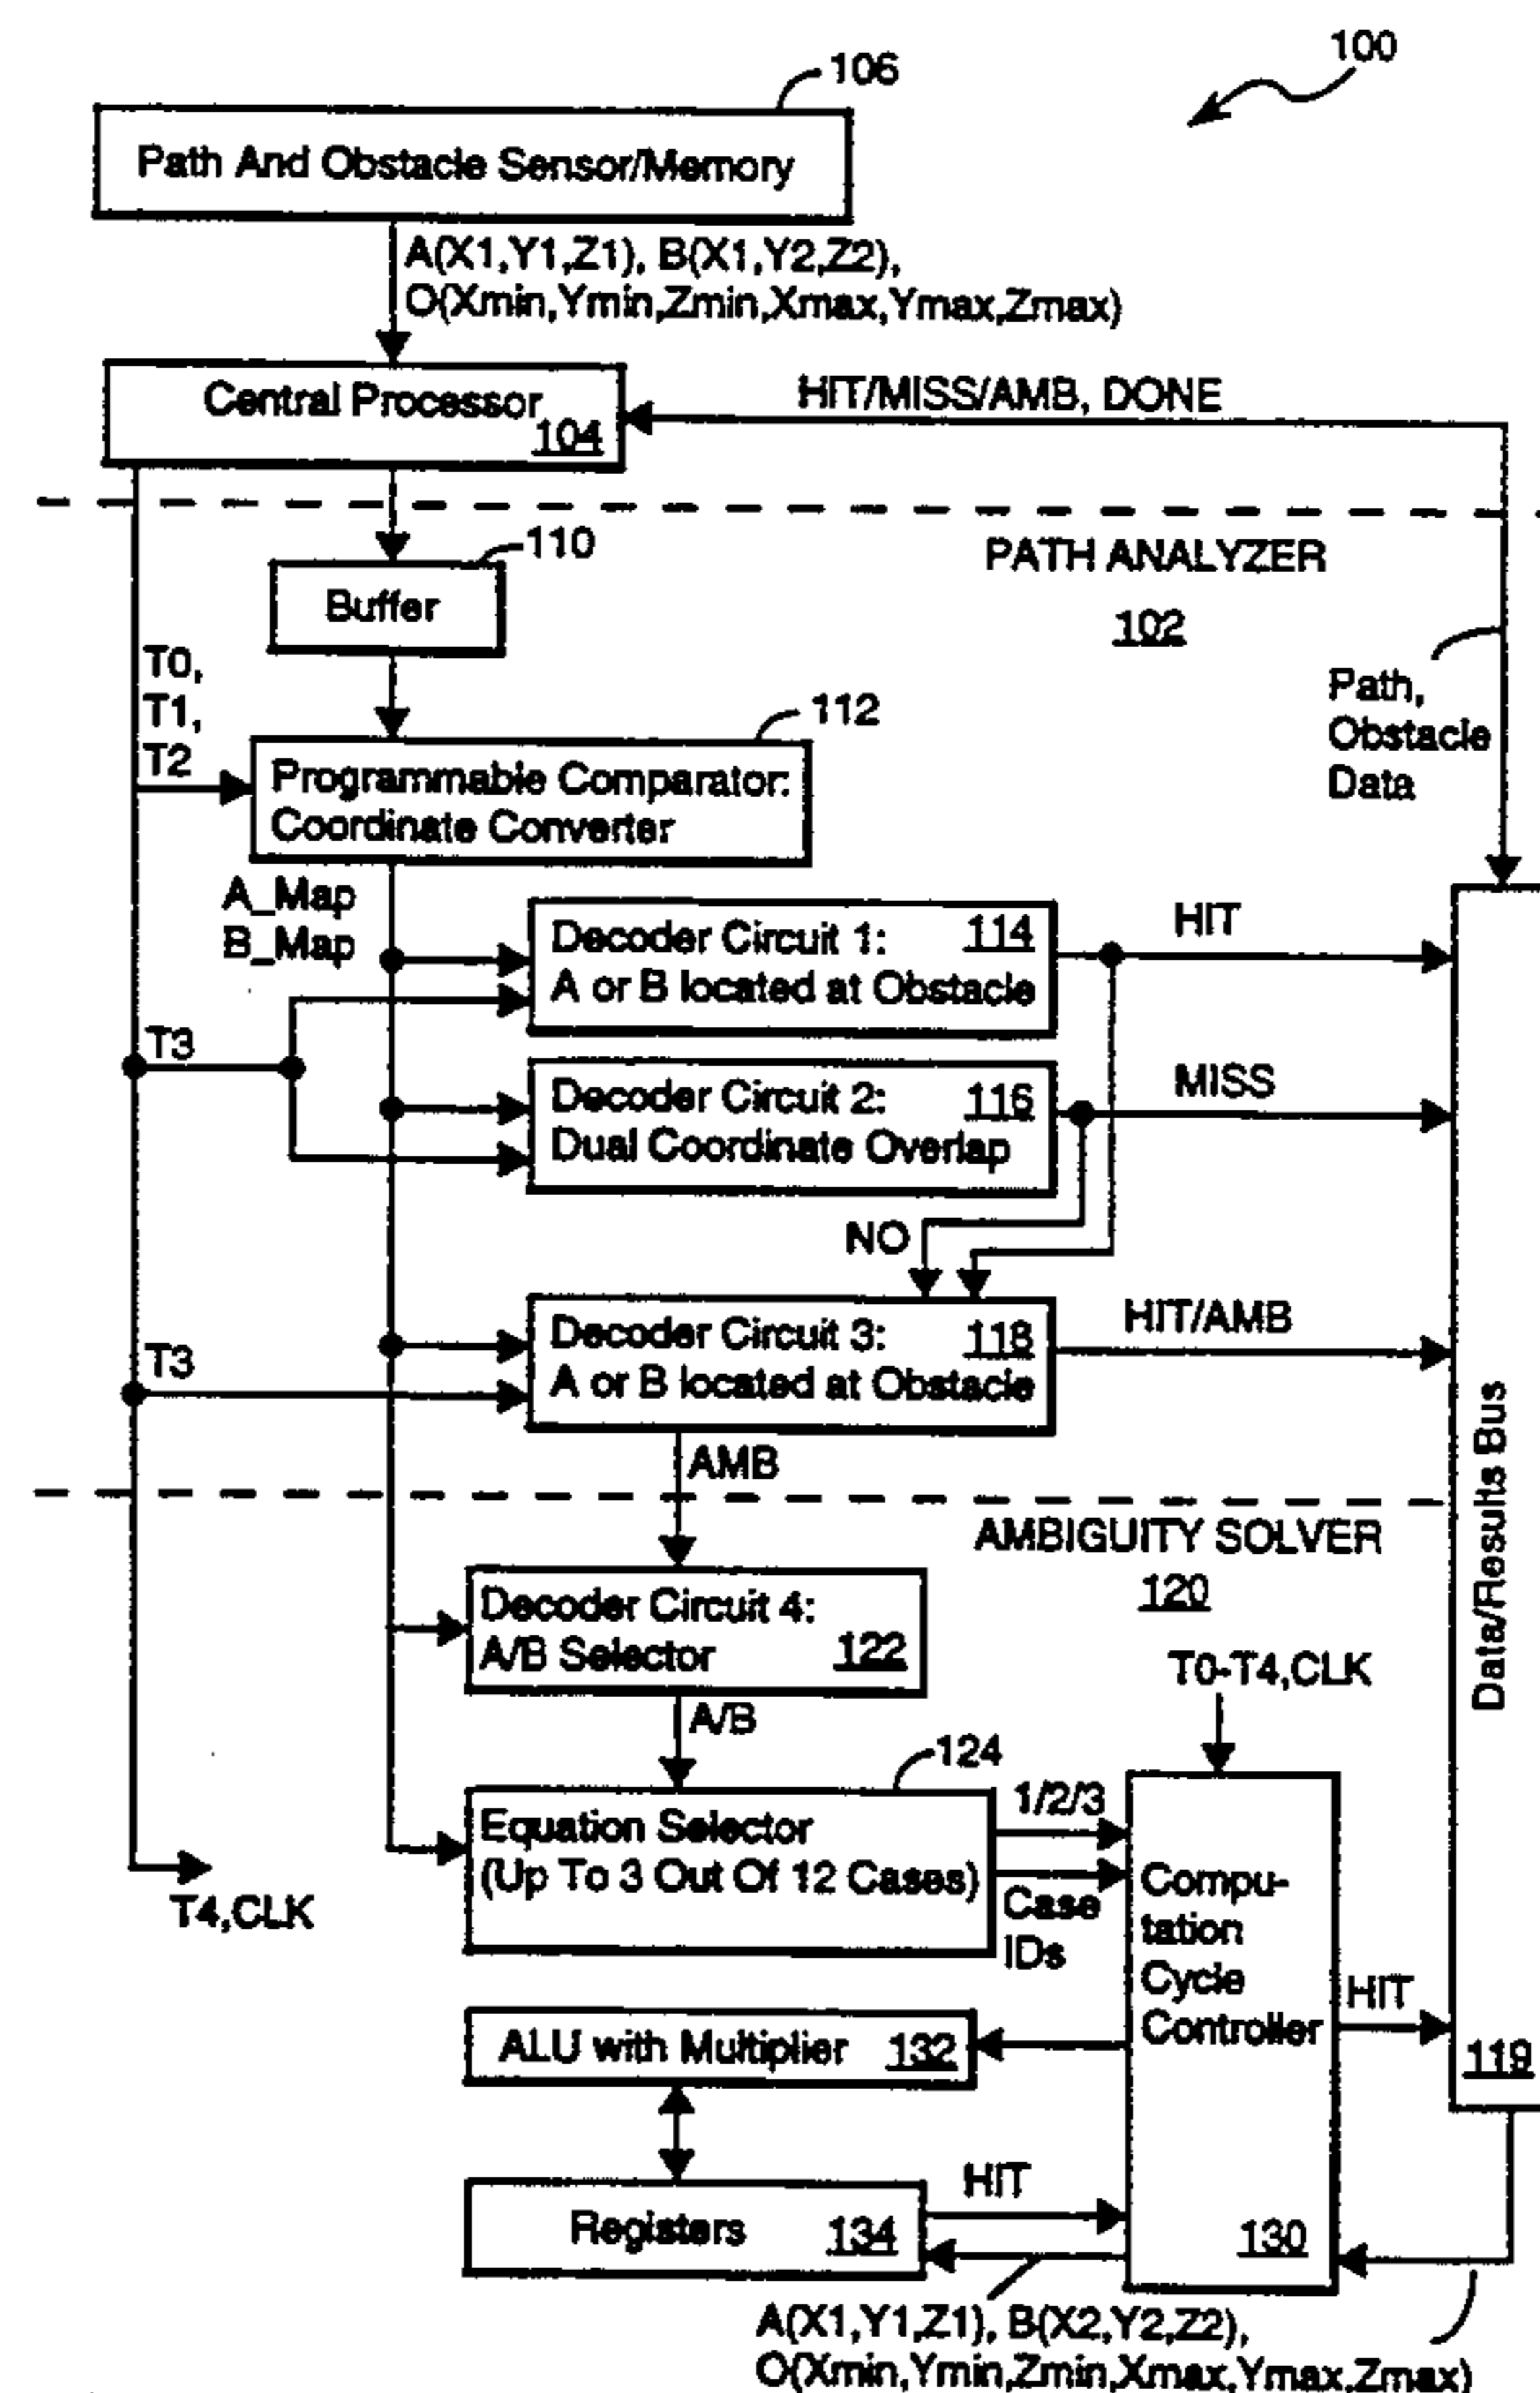 100
106
Path And Obstacle Sensor/Memory
A(X1,Y1,Z1), B(X1,Y2,Z2),
O(Xmin,Ymin,Zmin,Xmax,Ymax,Zmax)
Central Processor
104
HIT/MISS/AMB, DONE
PATH ANALYZER
102
110
Buffer
T0,
T1,
T2
Path,
Obstacle
Data
112
Programmable Comparator:
Coordinate Converter
A_Map
B_Map
Decoder Circuit 1: 114
A or B located at Obstacle
HIT
T3
Decoder Circuit 2: 116
Dual Coordinate Overlap
MISS
NO
Decoder Circuit 3: 118
A or B located at Obstacle
HIT/AMB
T3
AMB
Data/Results Bus
AMBIGUITY SOLVER
120
Decoder Circuit 4:
A/B Selector 122
T0-T4,CLK
A/B
124
Equation Selector
(Up To 3 Out Of 12 Cases)
1/2/3
Case
IDs
T4,CLK
Compu-
tation
Cycle
Controller
HIT
119
ALU with Multiplier 132
HIT
Registers 134
130
A(X1,Y1,Z1), B(X2,Y2,Z2),
O(Xmin,Ymin,Zmin,Xmax,Ymax,Zmax)